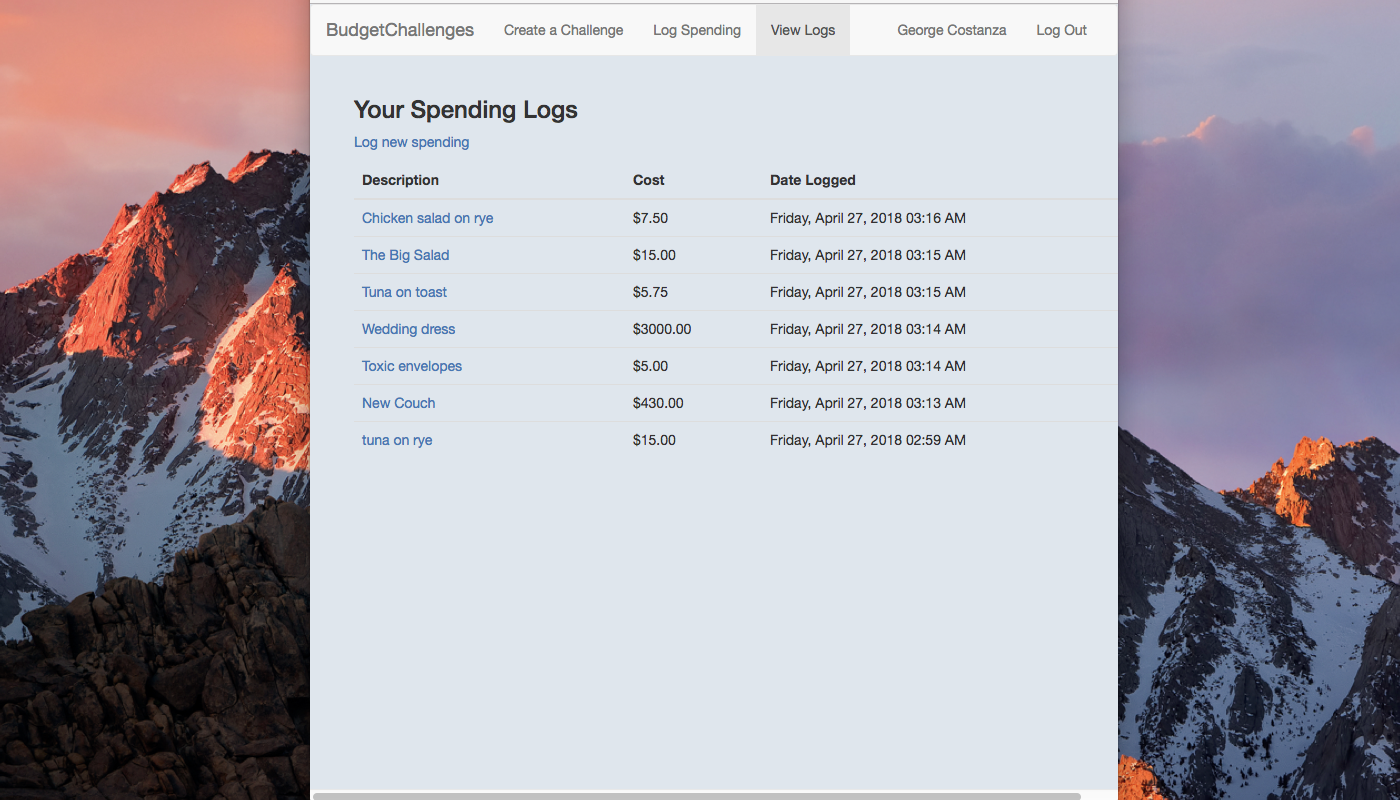 BudgetChallenges Create a Challenge Log Spending View Logs George Costanza Log Out
Your Spending Logs
Log new spending
Description Cost Date Logged
Chicken salad on rye $7.50 Friday, April 27, 2018 03:16 AM
The Big Salad $15.00 Friday, April 27, 2018 03:15 AM
Tuna on toast $5.75 Friday, April 27, 2018 03:15 AM
Wedding dress $3000.00 Friday, April 27, 2018 03:14 AM
Toxic envelopes $5.00 Friday, April 27, 2018 03:14 AM
New Couch $430.00 Friday, April 27, 2018 03:13 AM
tuna on rye $15.00 Friday, April 27, 2018 02:59 AM